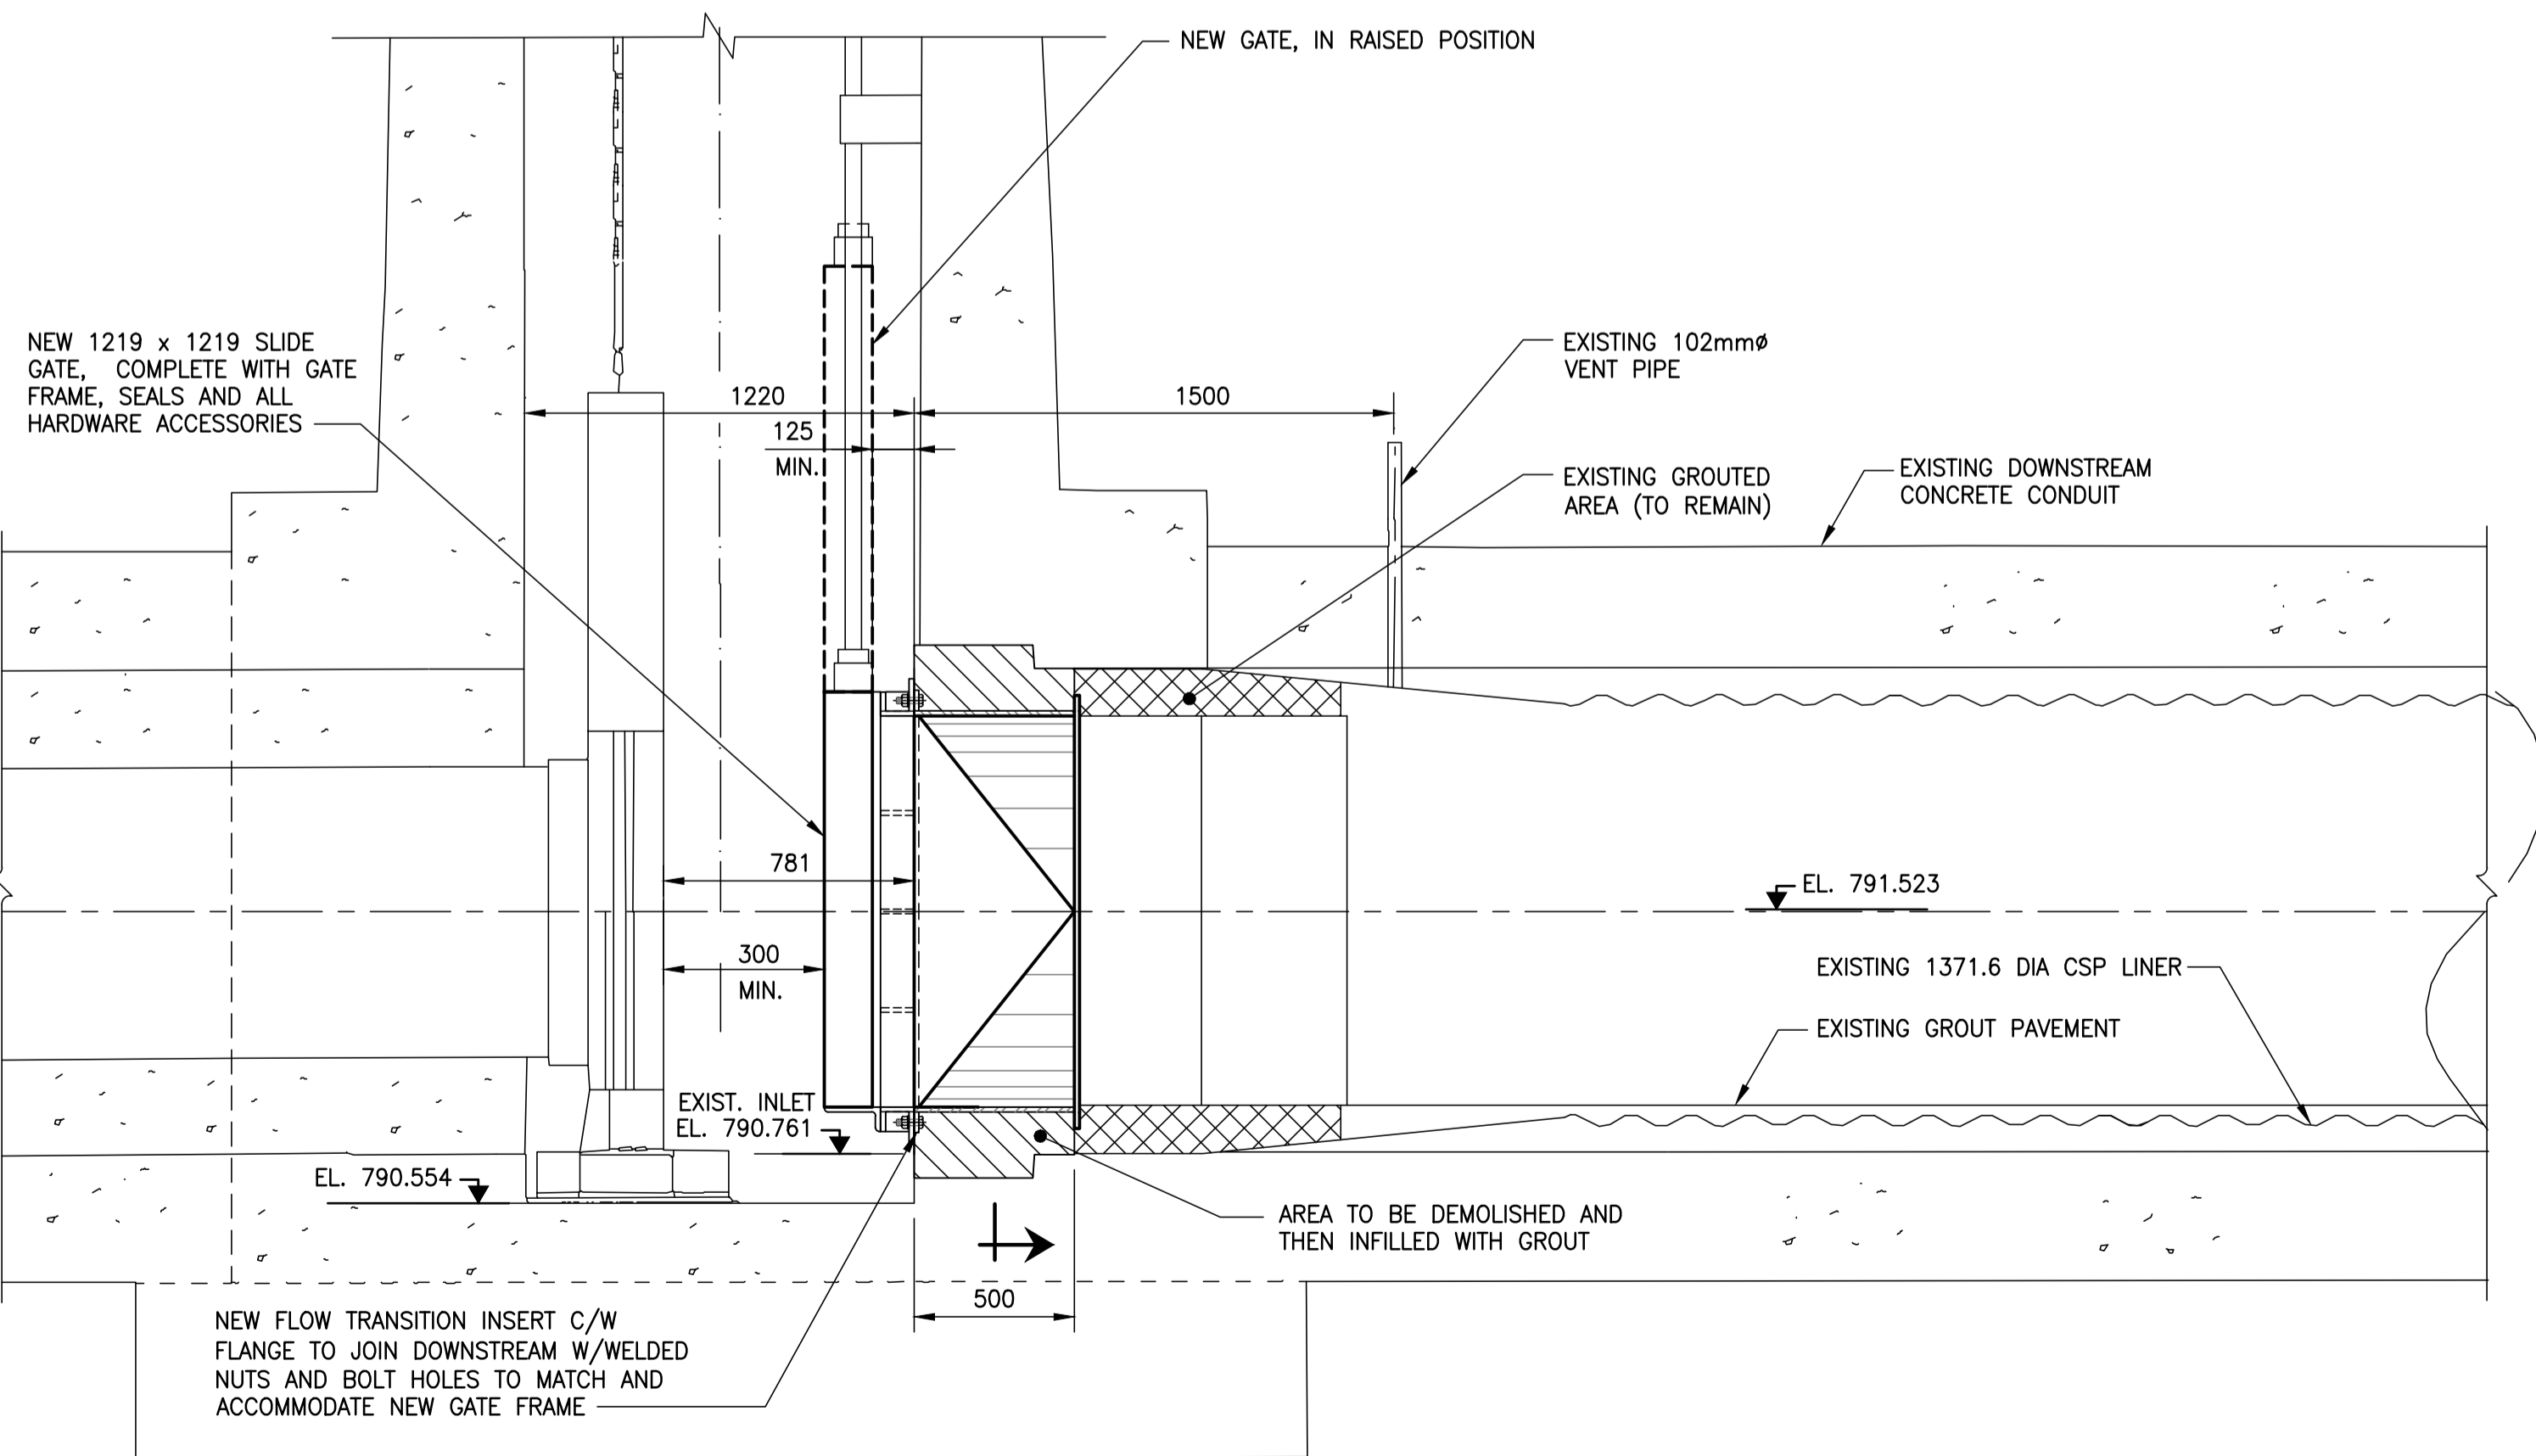 NEW GATE, IN RAISED POSITION
NEW 1219 x 1219 SLIDE
GATE, COMPLETE WITH GATE
FRAME, SEALS AND ALL
HARDWARE ACCESSORIES
EXISTING 102mmø
VENT PIPE
1220
1500
125
MIN.
EXISTING GROUTED
AREA (TO REMAIN)
EXISTING DOWNSTREAM
CONCRETE CONDUIT
781
EL. 791.523
300
MIN.
EXISTING 1371.6 DIA CSP LINER
EXISTING GROUT PAVEMENT
EXIST. INLET
EL. 790.761
EL. 790.554
AREA TO BE DEMOLISHED AND
THEN INFILLED WITH GROUT
500
NEW FLOW TRANSITION INSERT C/W
FLANGE TO JOIN DOWNSTREAM W/WELDED
NUTS AND BOLT HOLES TO MATCH AND
ACCOMMODATE NEW GATE FRAME